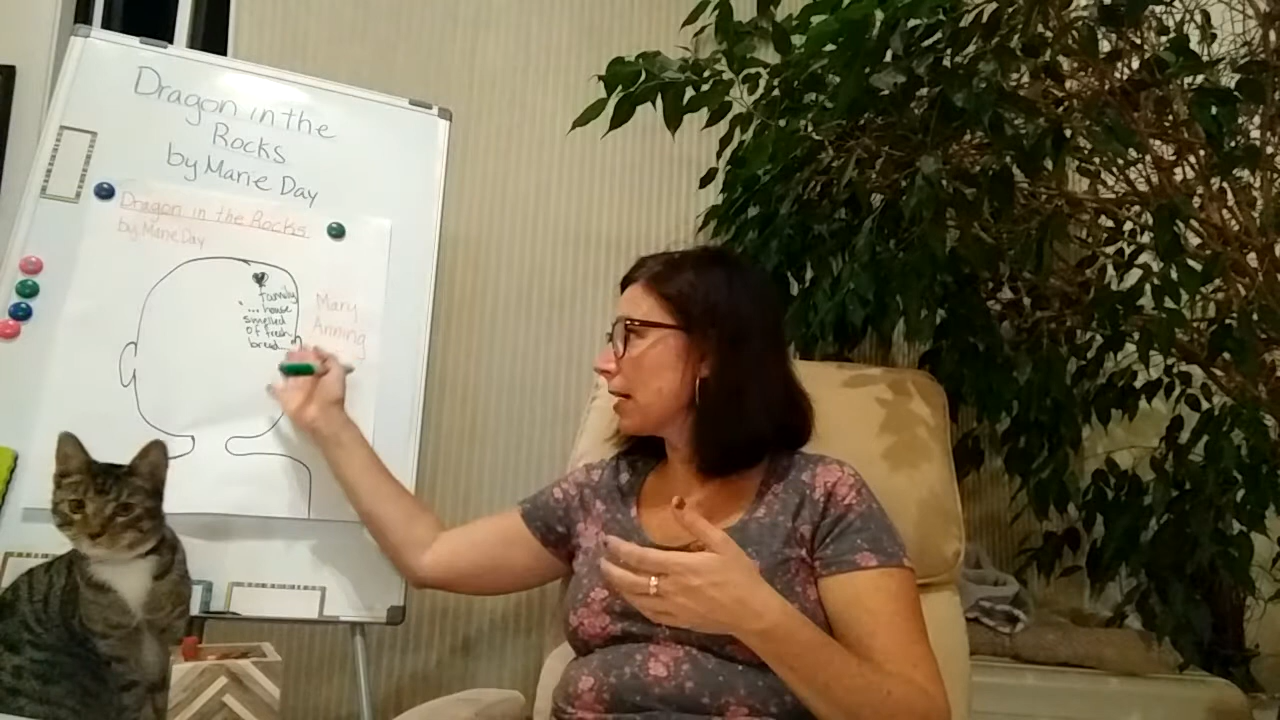 Dragon in the
Rocks
by Marie Day
Dragon in the Rocks
by Marie Day
family
"... house
smelled
of fresh
bread...
Mary
Anning